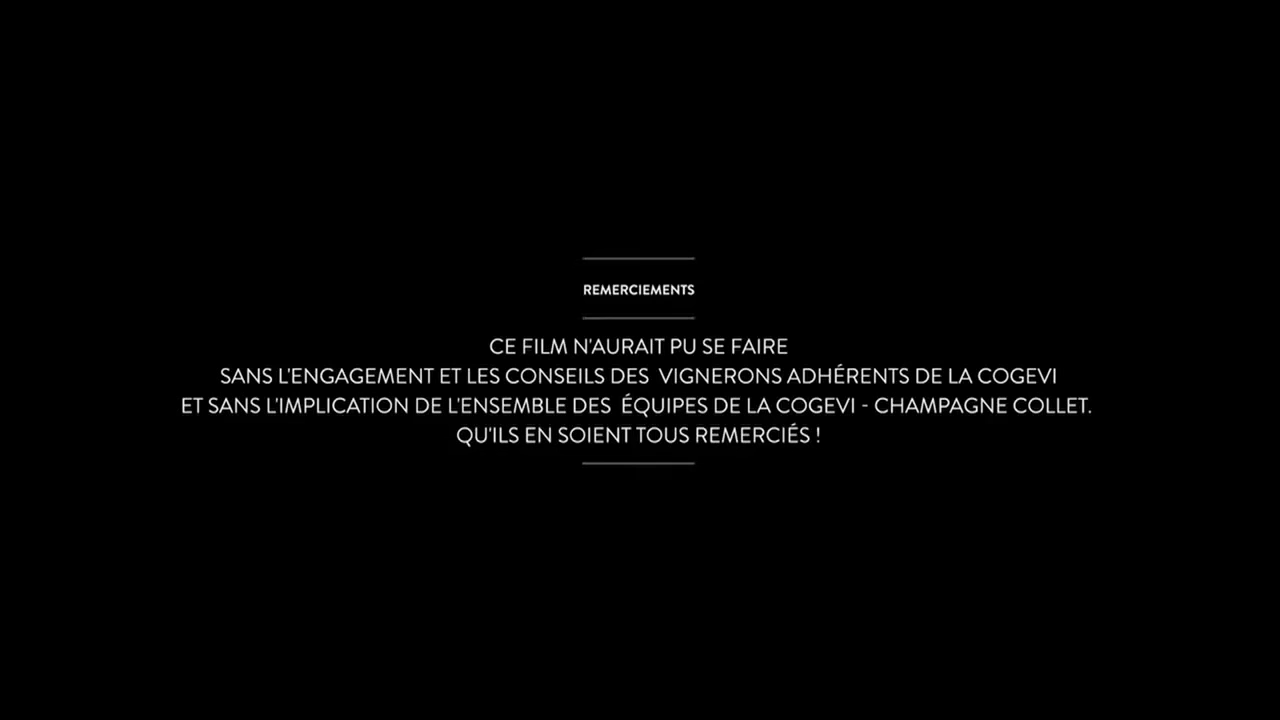 REMERCIEMENTS
CE FILM N'AURAIT PU SE FAIRE
SANS L'ENGAGEMENT ET LES CONSEILS DES VIGNERONS ADHÉRENTS DE LA COGEVI
ET SANS L'IMPLICATION DE L'ENSEMBLE DES ÉQUIPES DE LA COGEVI - CHAMPAGNE COLLET.
QU'ILS EN SOIENT TOUS REMERCIÉS !